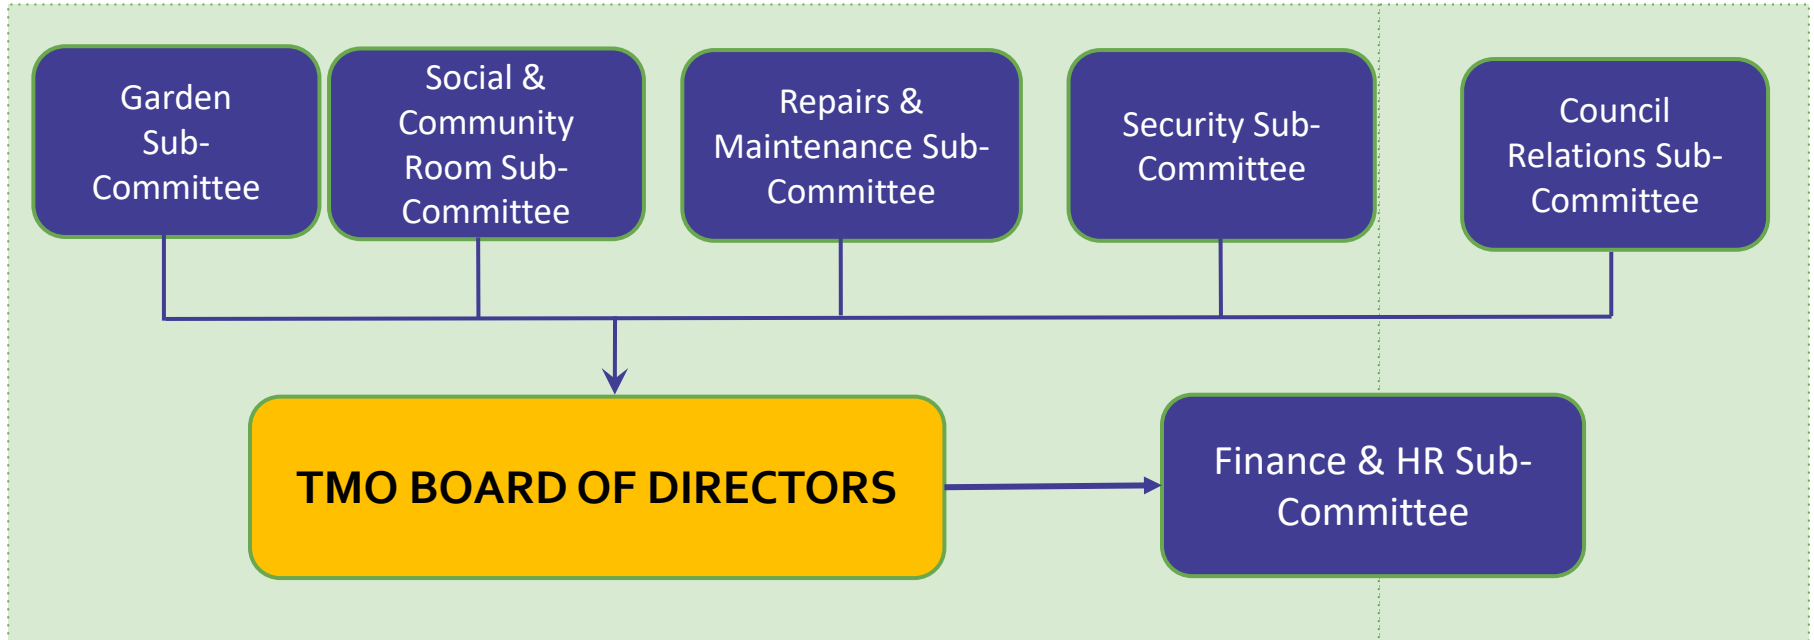 Garden
Sub-
Committee
Social &
Community
Room Sub-
Committee
Repairs &
Maintenance Sub-
Committee
Security Sub-
Committee
Council
Relations Sub-
Committee
TMO BOARD OF DIRECTORS
Finance & HR Sub-
Committee